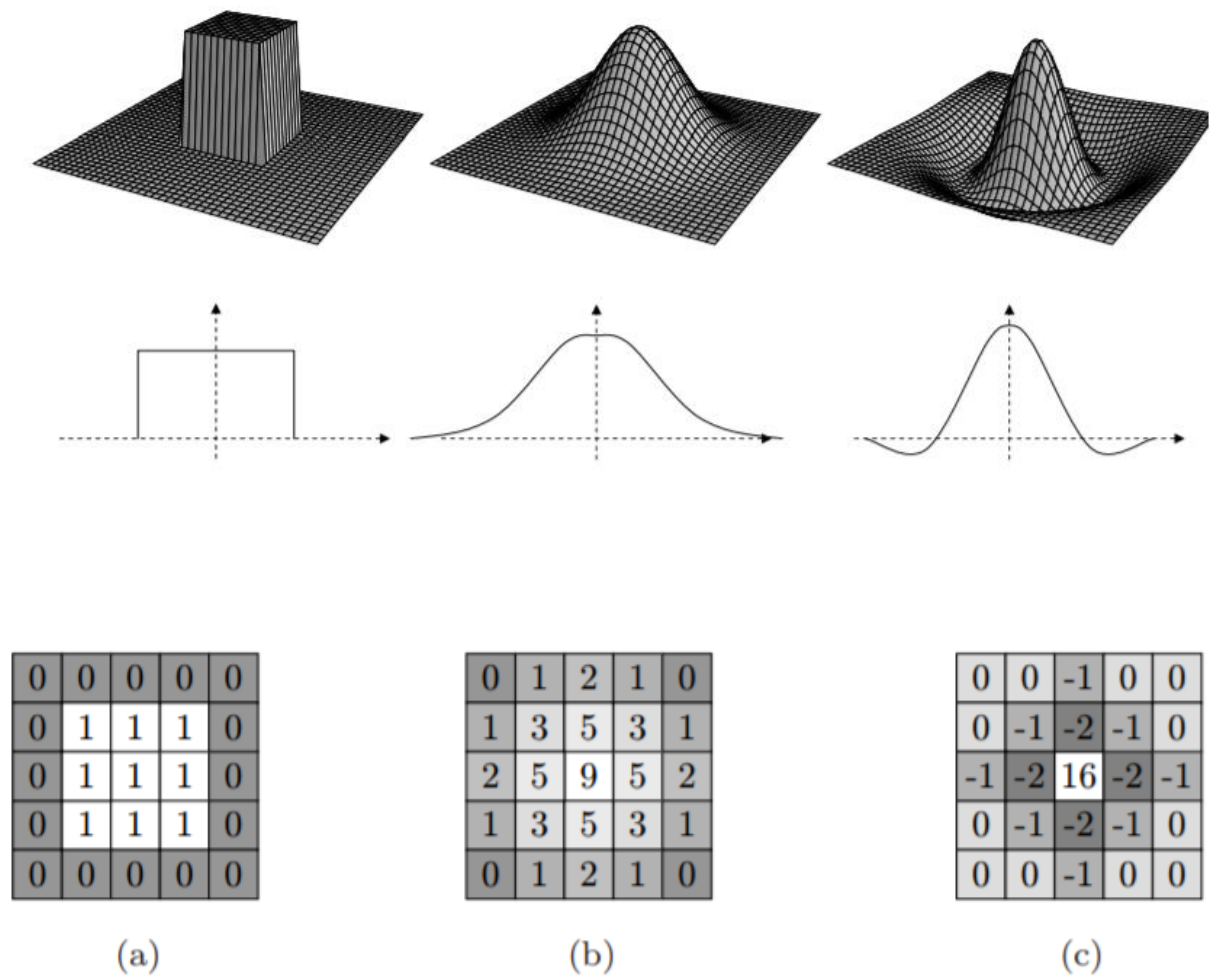 0 0 0 0 0
0 1 1 1 0
0 1 1 1 0
0 1 1 1 0
0 0 0 0 0
0 1 2 1 0
1 3 5 3 1
2 5 9 5 2
1 3 5 3 1
0 1 2 1 0
0 0 -1 0 0
0 -1 -2 -1 0
-1 -2 16 -2 -1
0 -1 -2 -1 0
0 0 -1 0 0
(a)
(b)
(c)